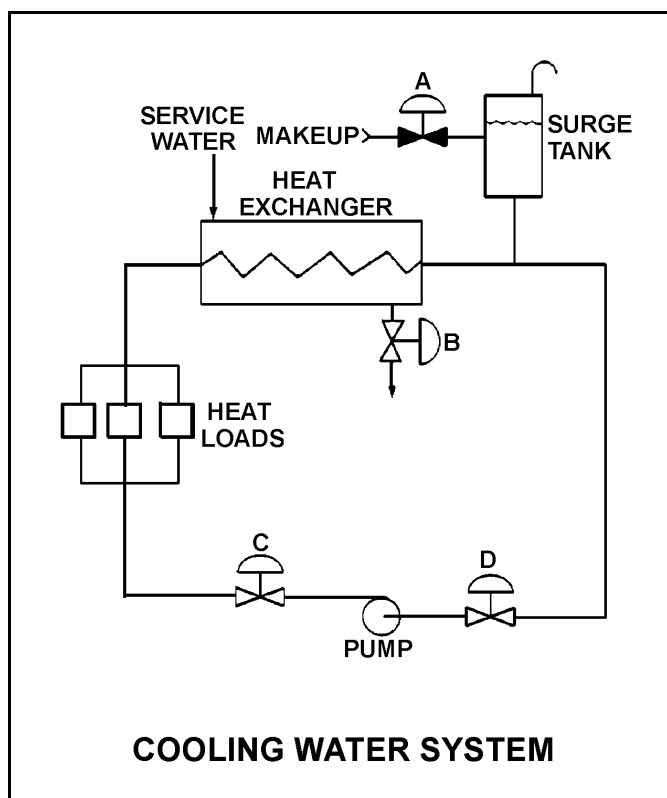 A
SERVICE
WATER
MAKEUP
SURGE
TANK
HEAT
EXCHANGER
B
HEAT
LOADS
C
D
PUMP
COOLING WATER SYSTEM